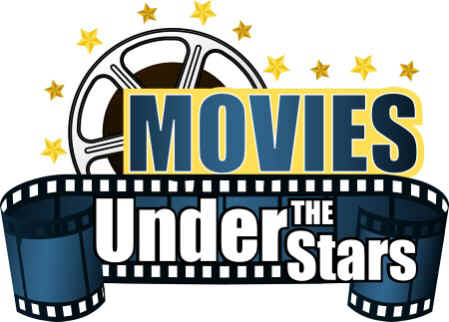 MOVIES
Under THE
Stars